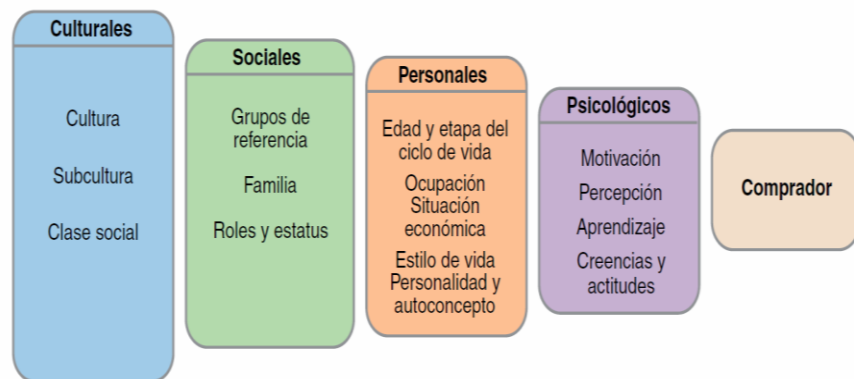 Culturales
Cultura
Subcultura
Clase social
Sociales
Grupos de
referencia
Familia
Roles y estatus
Personales
Edad y etapa del
ciclo de vida
Ocupación
Situación
económica
Estilo de vida
Personalidad y
autoconcepto
Psicológicos
Motivación
Percepción
Aprendizaje
Creencias y
actitudes
Comprador